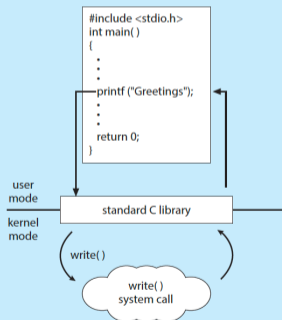 #include <stdio.h>
int main( )
{
•
•
•
printf ("Greetings");
•
•
•
return 0;
}
user
mode
standard C library
kernel
mode
write( )
write( )
system call